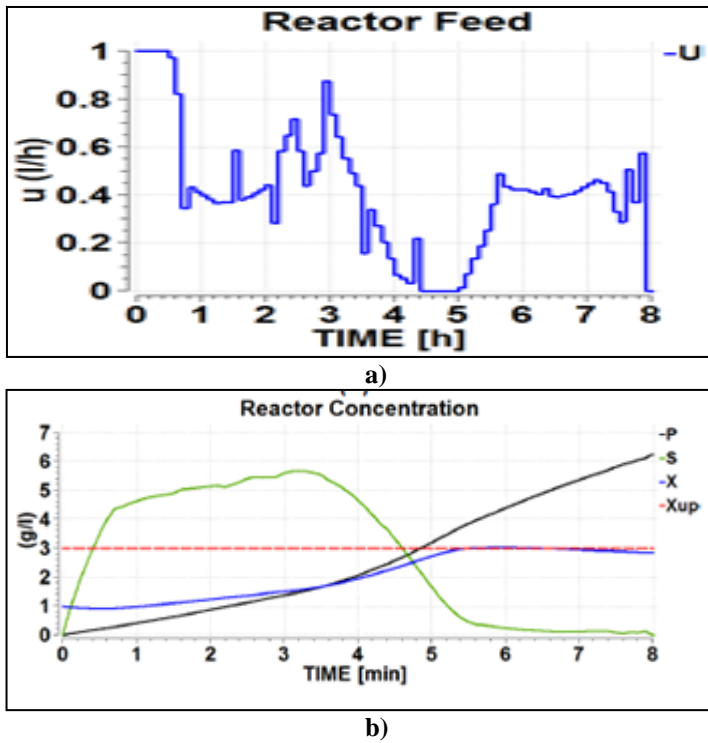 Reactor Feed
1
0.8
0.6
0.4
0.2
0
u (l/h)
U
0 1 2 3 4 5 6 7 8
TIME [h]
a)
Reactor Concentration
7
6
5
4
3
2
1
0
(g/l)
P
S
X
Xup
0 1 2 3 4 5 6 7 8
TIME [min]
b)